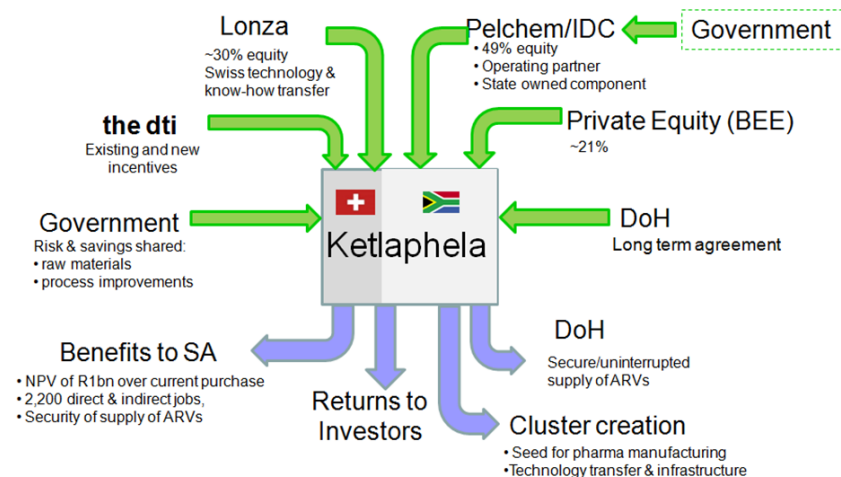 Lonza
~30% equity
Swiss technology &
know-how transfer
Pelchem/IDC
• 49% equity
• Operating partner
• State owned component
Government
the dti
Existing and new
incentives
Private Equity (BEE)
~21%
Government
Risk & savings shared:
• raw materials
• process improvements
Ketlaphela
DoH
Long term agreement
Benefits to SA
• NPV of R1bn over current purchase
• 2,200 direct & indirect jobs,
• Security of supply of ARVs
Returns to
Investors
DoH
Secure/uninterrupted
supply of ARVs
Cluster creation
• Seed for pharma manufacturing
•Technology transfer & infrastructure